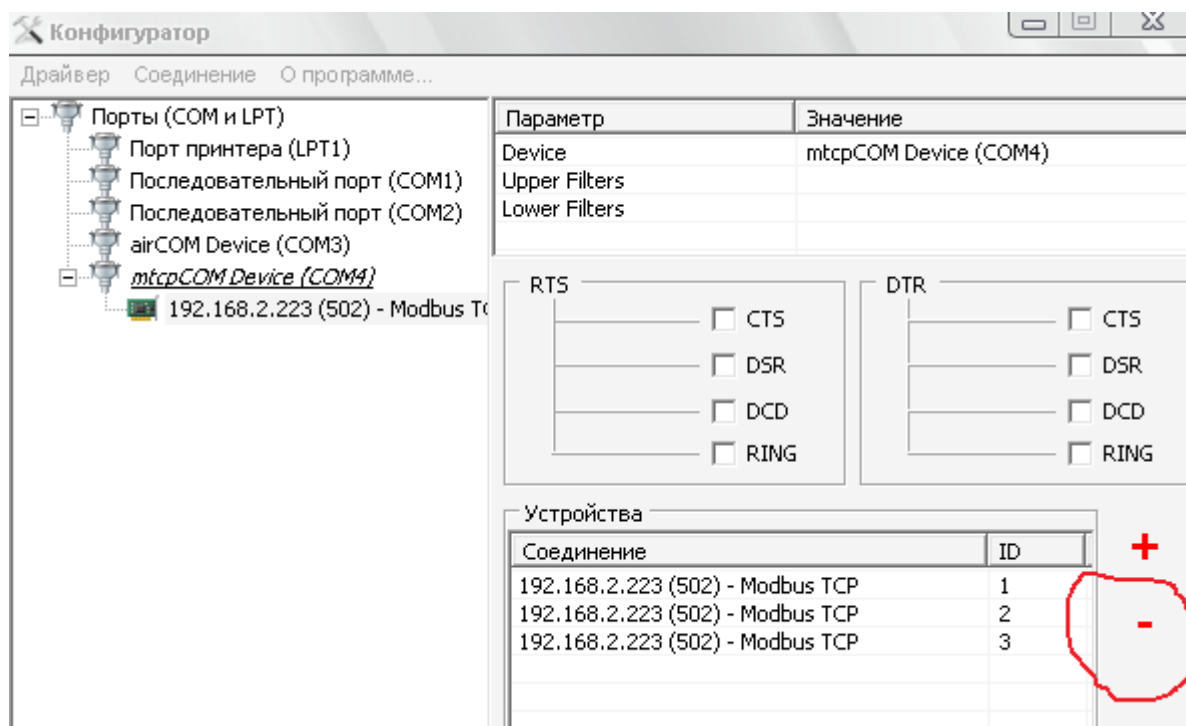 Конфигуратор
Драйвер Соединение О программе...
Порты (COM и LPT)
Порт принтера (LPT1)
Последовательный порт (COM1)
Последовательный порт (COM2)
airCOM Device (COM3)
mtcpCOM Device (COM4)
192.168.2.223 (502) - Modbus
Параметр Значение
Device mtcpCOM Device (COM4)
Upper Filters
Lower Filters
RTS
CTS
DSR
DCD
RING
DTR
CTS
DSR
DCD
RING
Устройства
Соединение ID
192.168.2.223 (502) - Modbus TCP 1
192.168.2.223 (502) - Modbus TCP 2
192.168.2.223 (502) - Modbus TCP 3
+
-